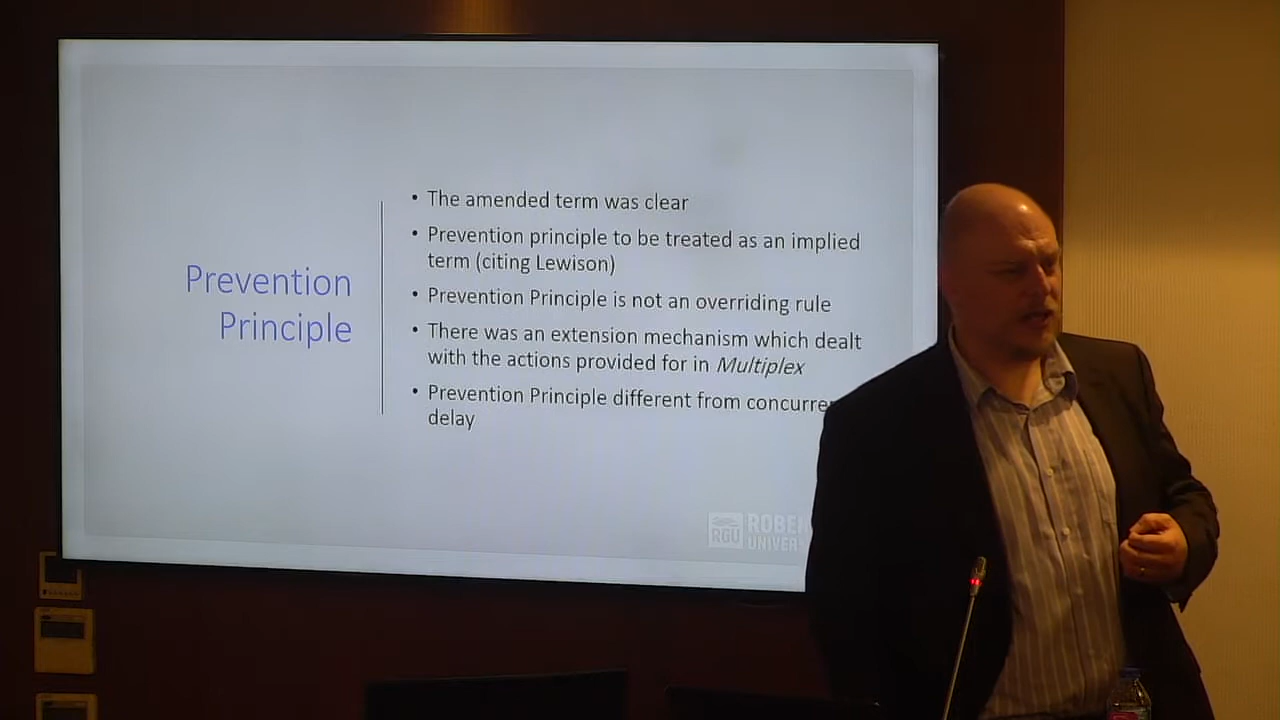 Prevention
Principle
• The amended term was clear
• Prevention principle to be treated as an implied
term (citing Lewison)
• Prevention Principle is not an overriding rule
• There was an extension mechanism which dealt
with the actions provided for in Multiplex
• Prevention Principle different from
delay
RGU